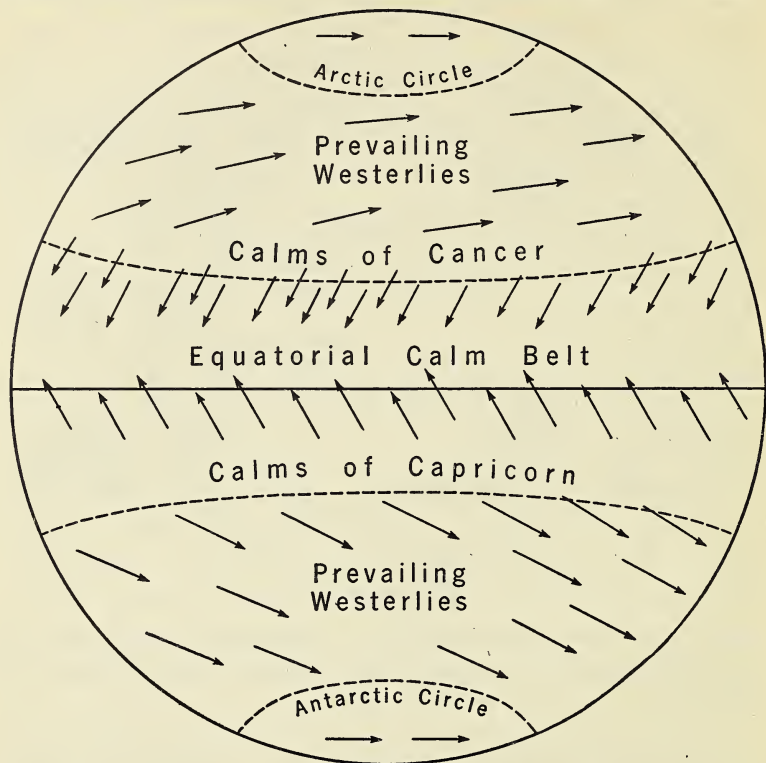 Arctic Circle
Prevailing
Westerlies
Calms of Cancer
Equatorial Calm Belt
Calms of Capricorn
Prevailing
Westerlies
Antarctic Circle